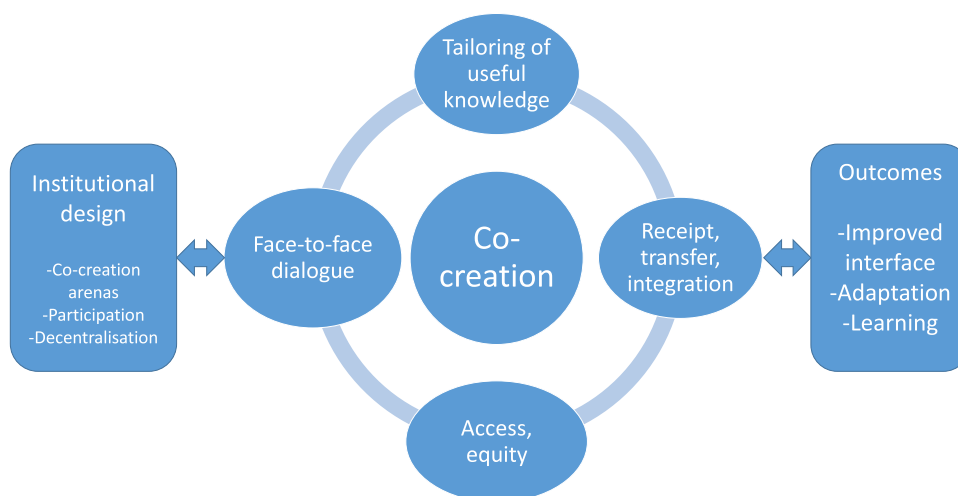 Tailoring of
useful
knowledge
Institutional
design
-Co-creation
arenas
-Participation
-Decentralisation
Face-to-face
dialogue
Co-
creation
Receipt,
transfer,
integration
Outcomes
-Improved
interface
-Adaptation
-Learning
Access,
equity